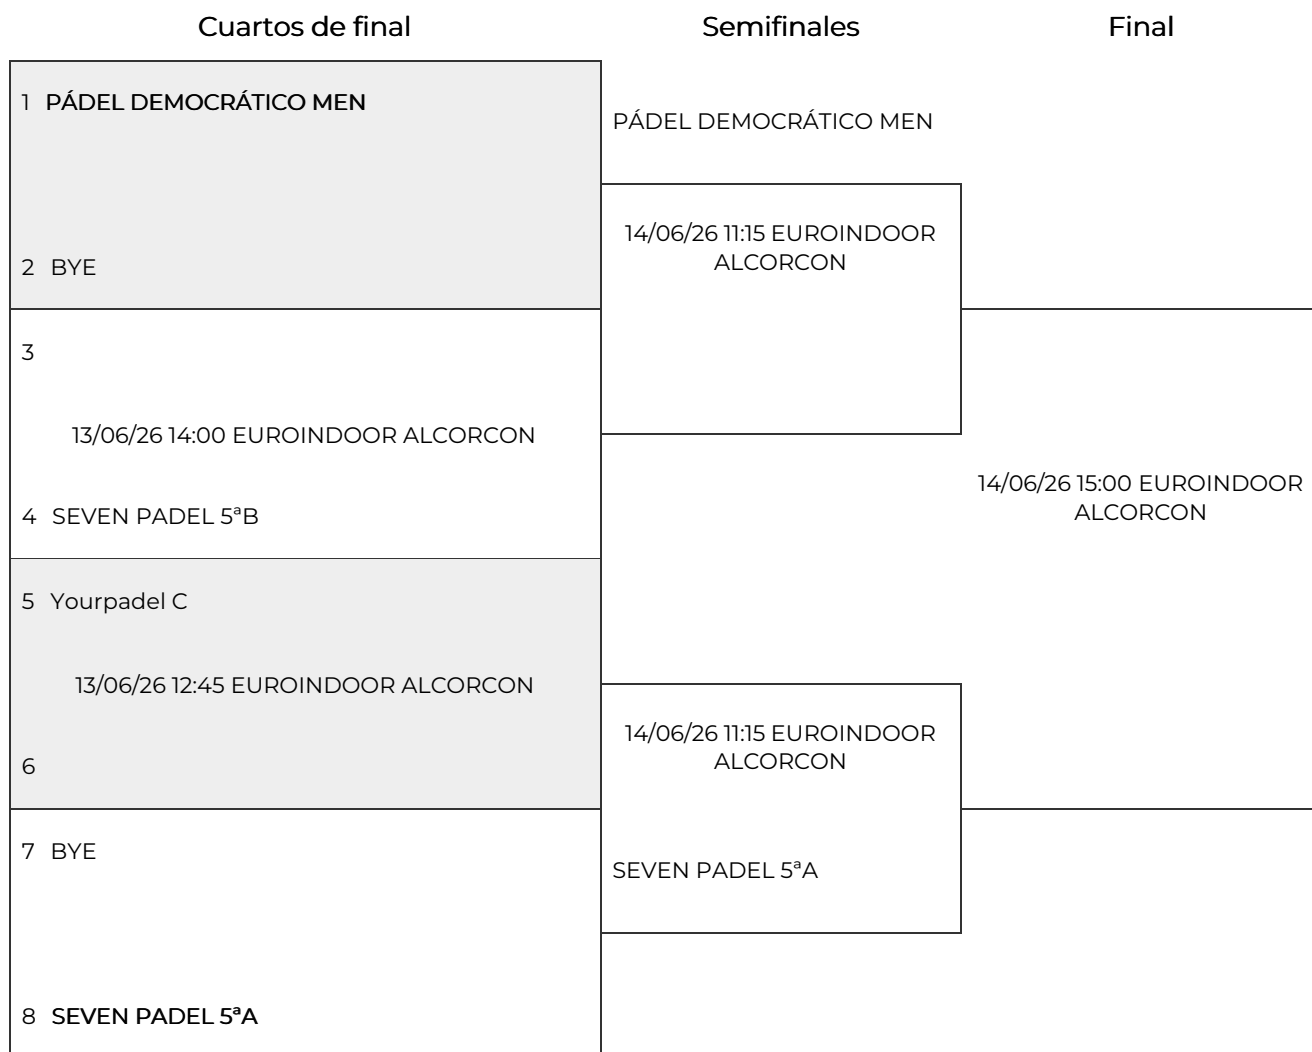 Cuartos de final
Semifinales
Final
1 PÁDEL DEMOCRÁTICO MEN
2 BYE
3
13/06/26 14:00 EUROINDOOR ALCORCON
4 SEVEN PADEL 5ªB
5 Yourpadel C
13/06/26 12:45 EUROINDOOR ALCORCON
6
7 BYE
8 SEVEN PADEL 5ªA
PÁDEL DEMOCRÁTICO MEN
14/06/26 11:15 EUROINDOOR
ALCORCON
14/06/26 11:15 EUROINDOOR
ALCORCON
SEVEN PADEL 5ªA
14/06/26 15:00 EUROINDOOR
ALCORCON